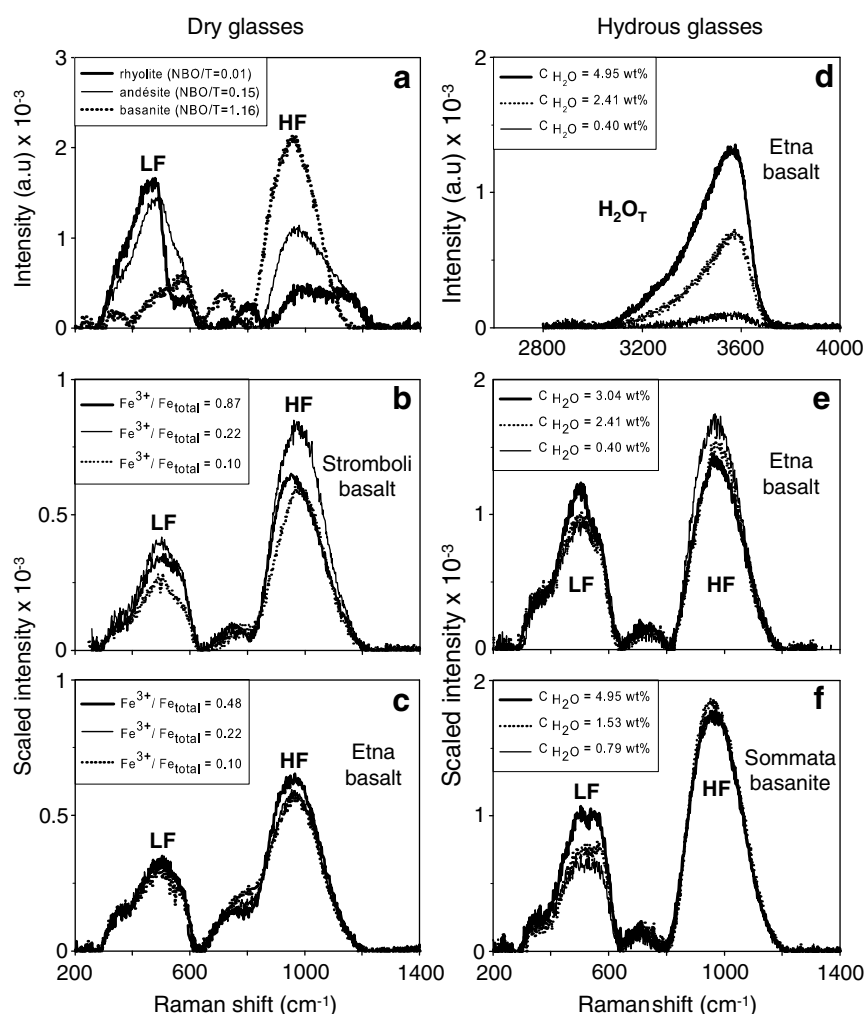 Dry glasses
Hydrous glasses
a
rhyolite (NBO/T=0.01)
andésite (NBO/T=0.15)
basanite (NBO/T=1.16)
LF
HF
3
2
1
0
Intensity (a.u) x 10-3
d
C H2O = 4.95 wt%
C H2O = 2.41 wt%
C H2O = 0.40 wt%
Etna
basalt
H2OT
2
1
0
Intensity (a.u) x 10-3
2800 3200 3600 4000
b
Fe3+/ Fetotal = 0.87
Fe3+/ Fetotal = 0.22
Fe3+/ Fetotal = 0.10
Stromboli
basalt
HF
LF
1
0.5
0
e
C H2O = 3.04 wt%
C H2O = 2.41 wt%
C H2O = 0.40 wt%
Etna
basalt
LF
HF
2
1
0
c
Fe3+/ Fetotal = 0.48
Fe3+/ Fetotal = 0.22
Fe3+/ Fetotal = 0.10
Etna
basalt
HF
LF
1
0.5
0
Scaled intensity x 10-3
200 600 1000 1400
Raman shift (cm-1)
f
C H2O = 4.95 wt%
C H2O = 1.53 wt%
C H2O = 0.79 wt%
Sommata
basanite
LF
HF
2
1
0
Scaled intensity x 10-3
200 600 1000 1400
Raman shift (cm-1)